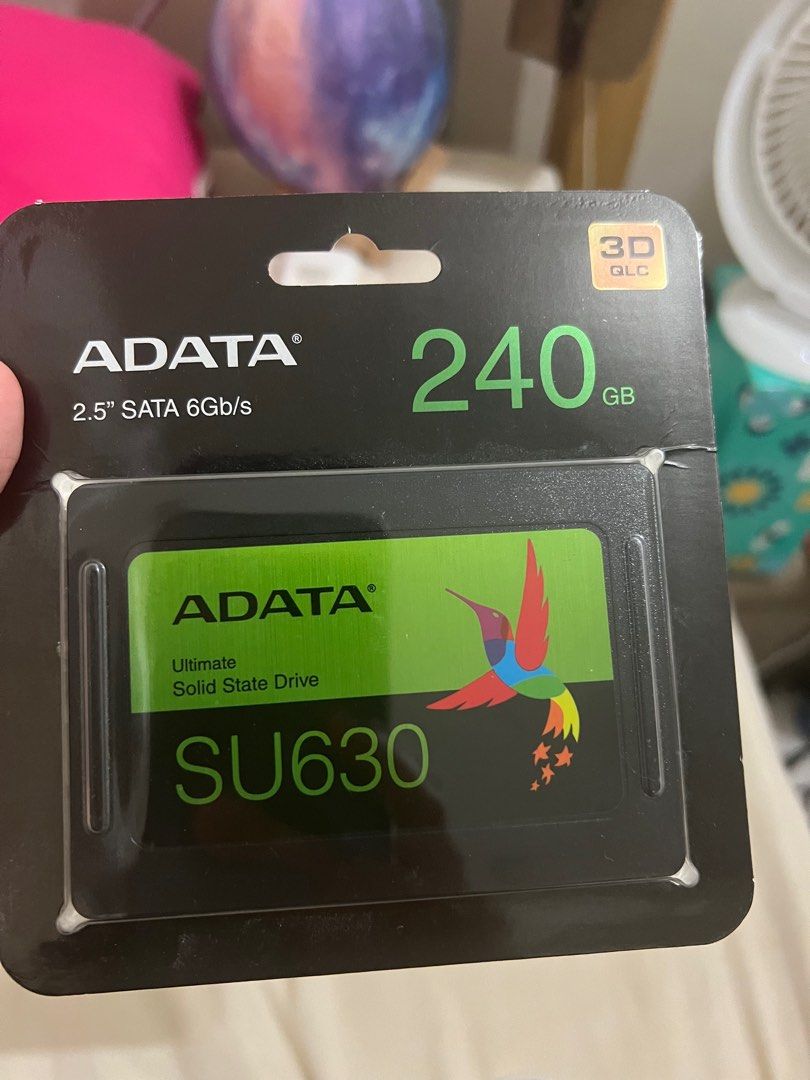 3D
QLC
ADATA®
240 GB
2.5” SATA 6Gb/s
ADATA®
Ultimate
Solid State Drive
SU630